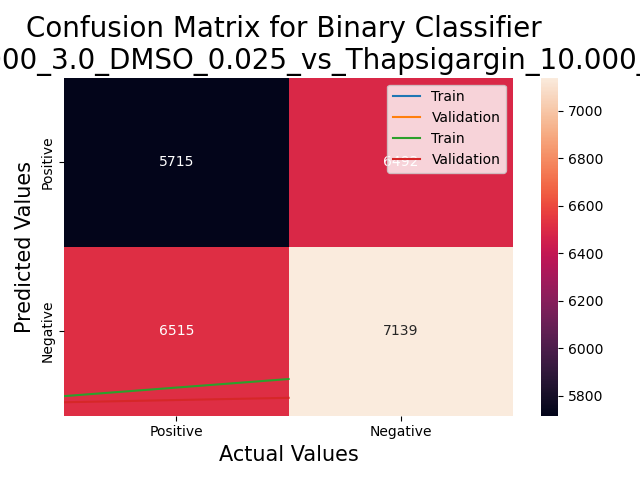 Confusion Matrix for Binary Classifier
00_3.0_DMSO_0.025_vs_Thapsigargin_10.000_
Train
Validation
Train
Validation
Predicted Values
Positive
Negative
5715
6515
7139
Positive
Negative
Actual Values
7000
6800
6600
6400
6200
6000
5800